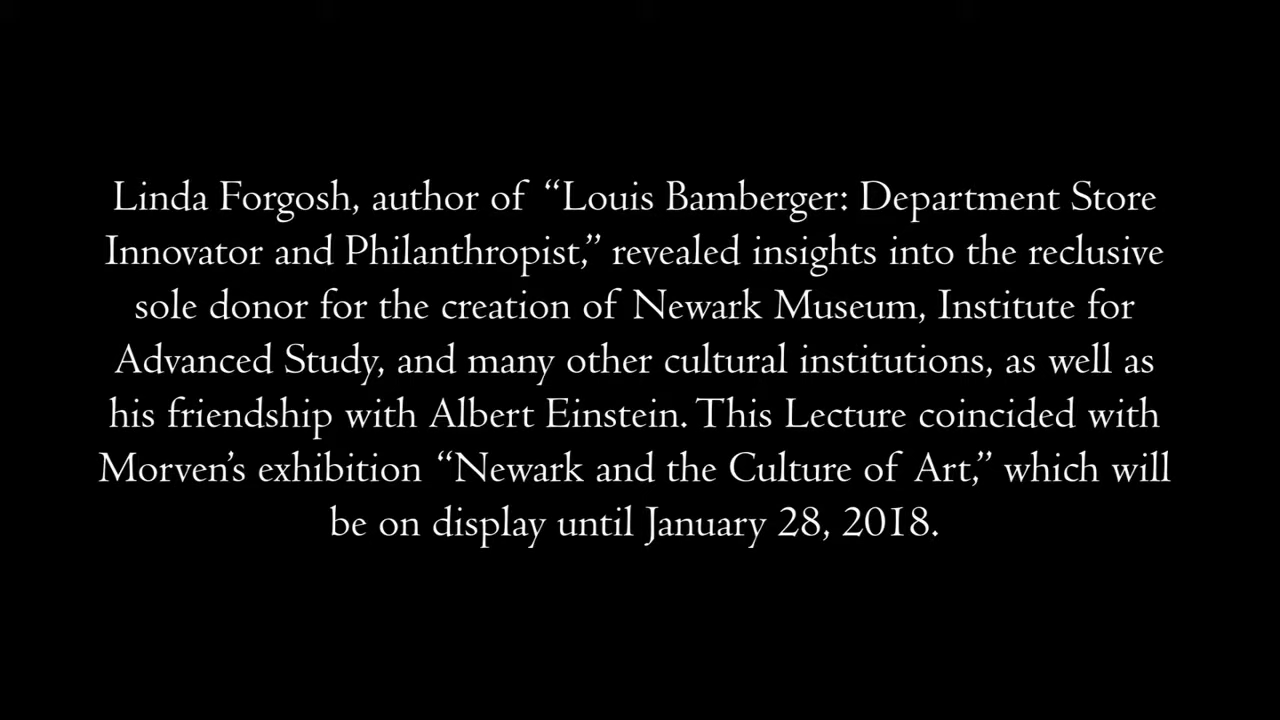 Linda Forgosh, author of “Louis Bamberger: Department Store
Innovator and Philanthropist,” revealed insights into the reclusive
sole donor for the creation of Newark Museum, Institute for
Advanced Study, and many other cultural institutions, as well as
his friendship with Albert Einstein. This Lecture coincided with
Morven’s exhibition “Newark and the Culture of Art,” which will
be on display until January 28, 2018.